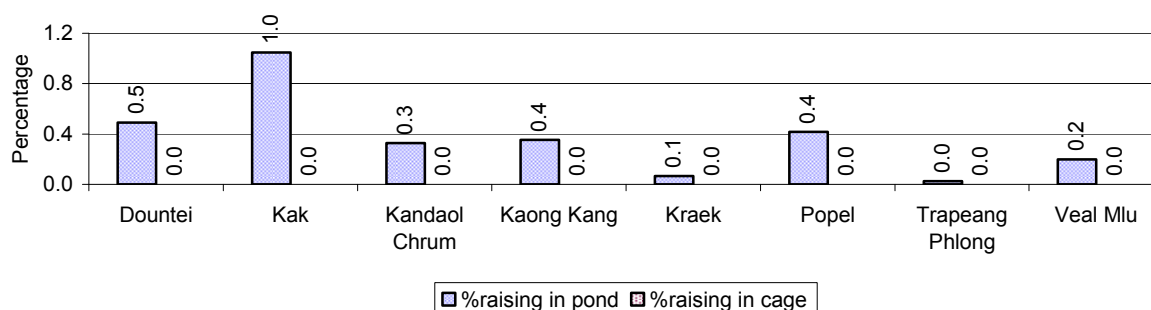 Percentage
1.2
0.8
0.4
0.0
0.5
0.0
1.0
0.0
0.3
0.0
0.4
0.0
0.1
0.0
0.4
0.0
0.0
0.0
0.2
0.0
Dountei
Kak
Kandaol
Chrum
Kaong Kang
Kraek
Popel
Trapeang
Phlong
Veal Mlu
%raising in pond
%raising in cage